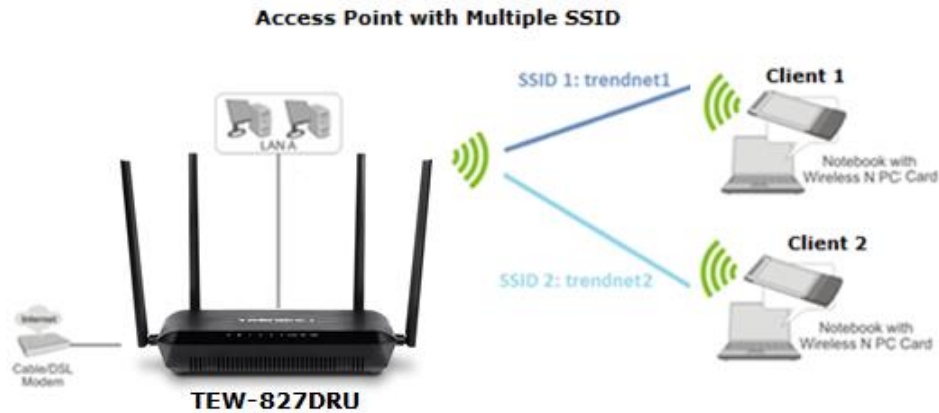 Access Point with Multiple SSID
SSID 1: trendnet1
Client 1
LAN A
Notebook with
Wireless N PC Card
Client 2
SSID 2: trendnet2
Internet
TRENDnet
Notebook with
Wireless N PC Card
Cable/DSL
Modem
TEW-827DRU